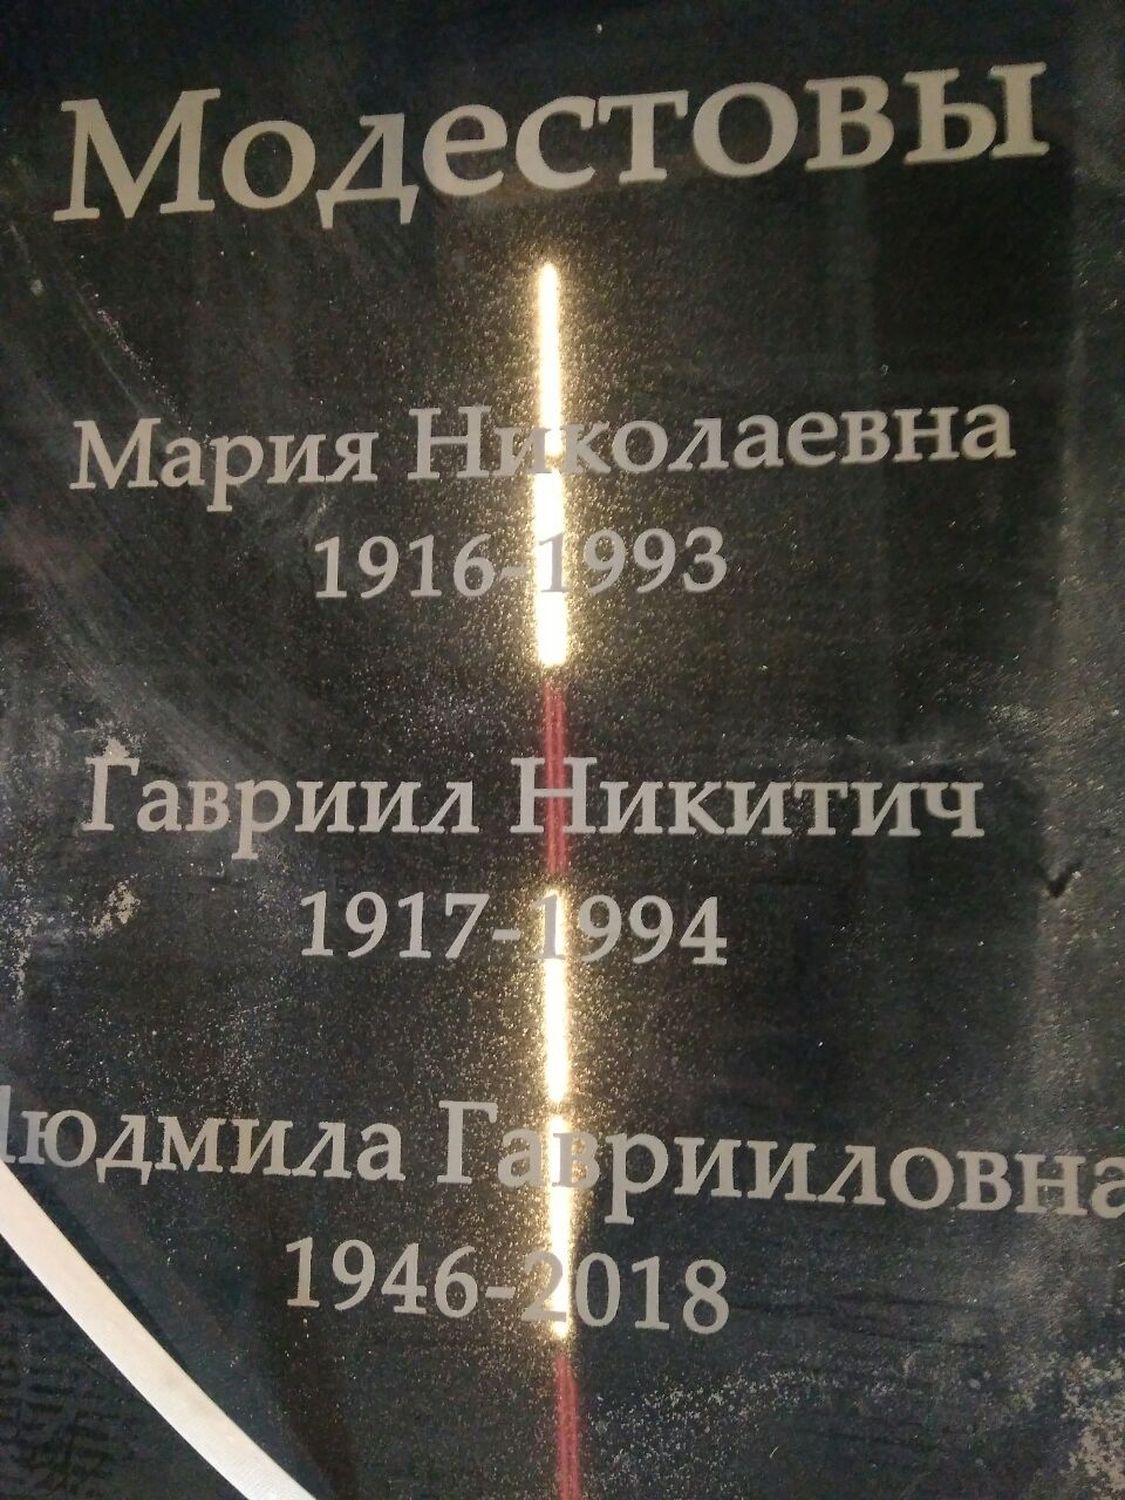 Модестовы
Мария Николаевна
1916-1993
Гавриил Никитич
1917-1994
Людмила Гаврииловна
1946-2018